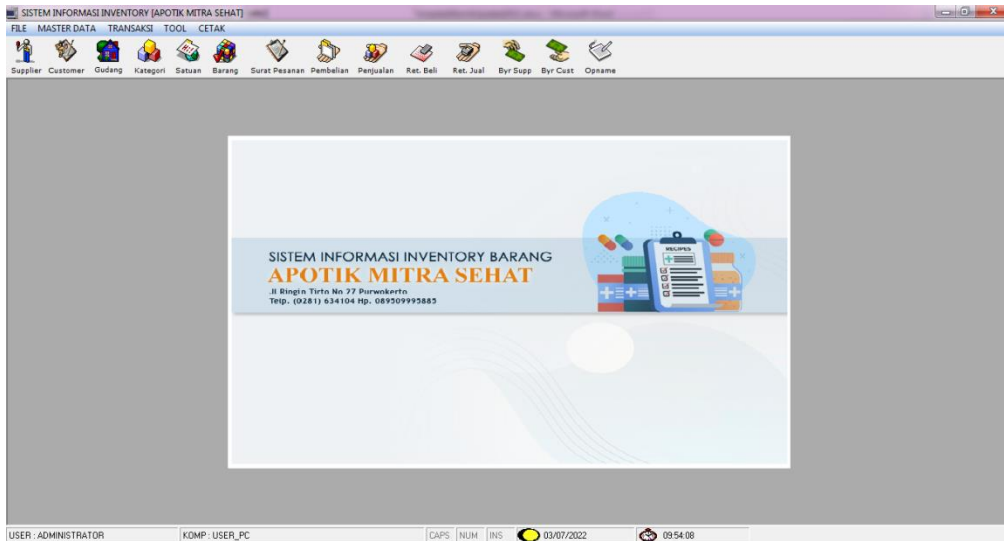 SISTEM INFORMASI INVENTORY [APOTIK MITRA SEHAT]
FILE MASTER DATA TRANSAKSI TOOL CETAK
Supplier Customer Gudang Kategori Satuan Barang Surat Pesanan Pembelian Penjualan Ret. Beli Ret. Jual Byr Supp Byr Cust Opname
RECIPES
SISTEM INFORMASI INVENTORY BARANG
APOTIK MITRA SEHAT
Jl Ringin Tirto No 77 Purwokerto
Telp. (0281) 634104 Hp. 089509995885
USER : ADMINISTRATOR KOMP : USER_PC CAPS NUM INS 03/07/2022 09:54:08